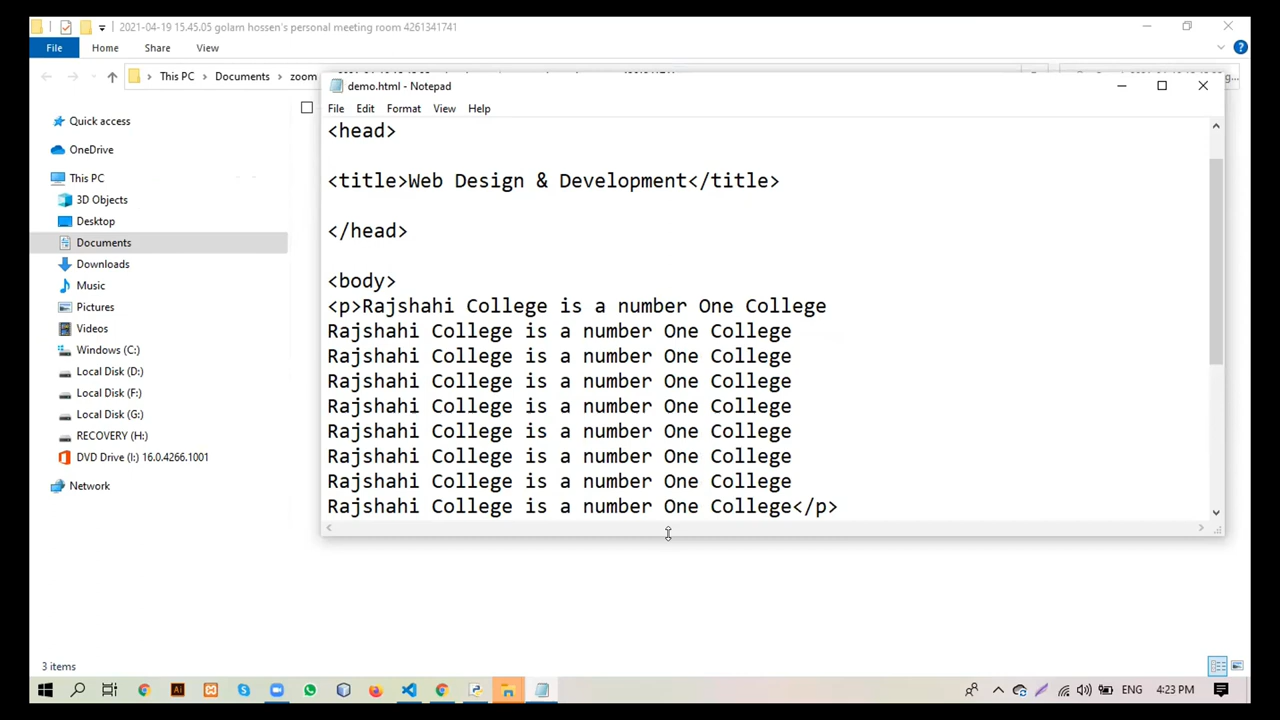 2021-04-19 15.45.05 golam hossen's personal meeting room 4261341741
File Home Share View
This PC Documents zoom
demo.html - Notepad
File Edit Format View Help
Quick access
OneDrive
This PC
3D Objects
Desktop
Documents
Downloads
Music
Pictures
Videos
Windows (C:)
Local Disk (D:)
Local Disk (F:)
Local Disk (G:)
RECOVERY (H:)
DVD Drive (I:) 16.0.4266.1001
Network
<head>
<title>Web Design & Development</title>
</head>
<body>
<p>Rajshahi College is a number One College
Rajshahi College is a number One College
Rajshahi College is a number One College
Rajshahi College is a number One College
Rajshahi College is a number One College
Rajshahi College is a number One College
Rajshahi College is a number One College
Rajshahi College is a number One College
Rajshahi College is a number One College</p>
3 items
ENG 4:23 PM